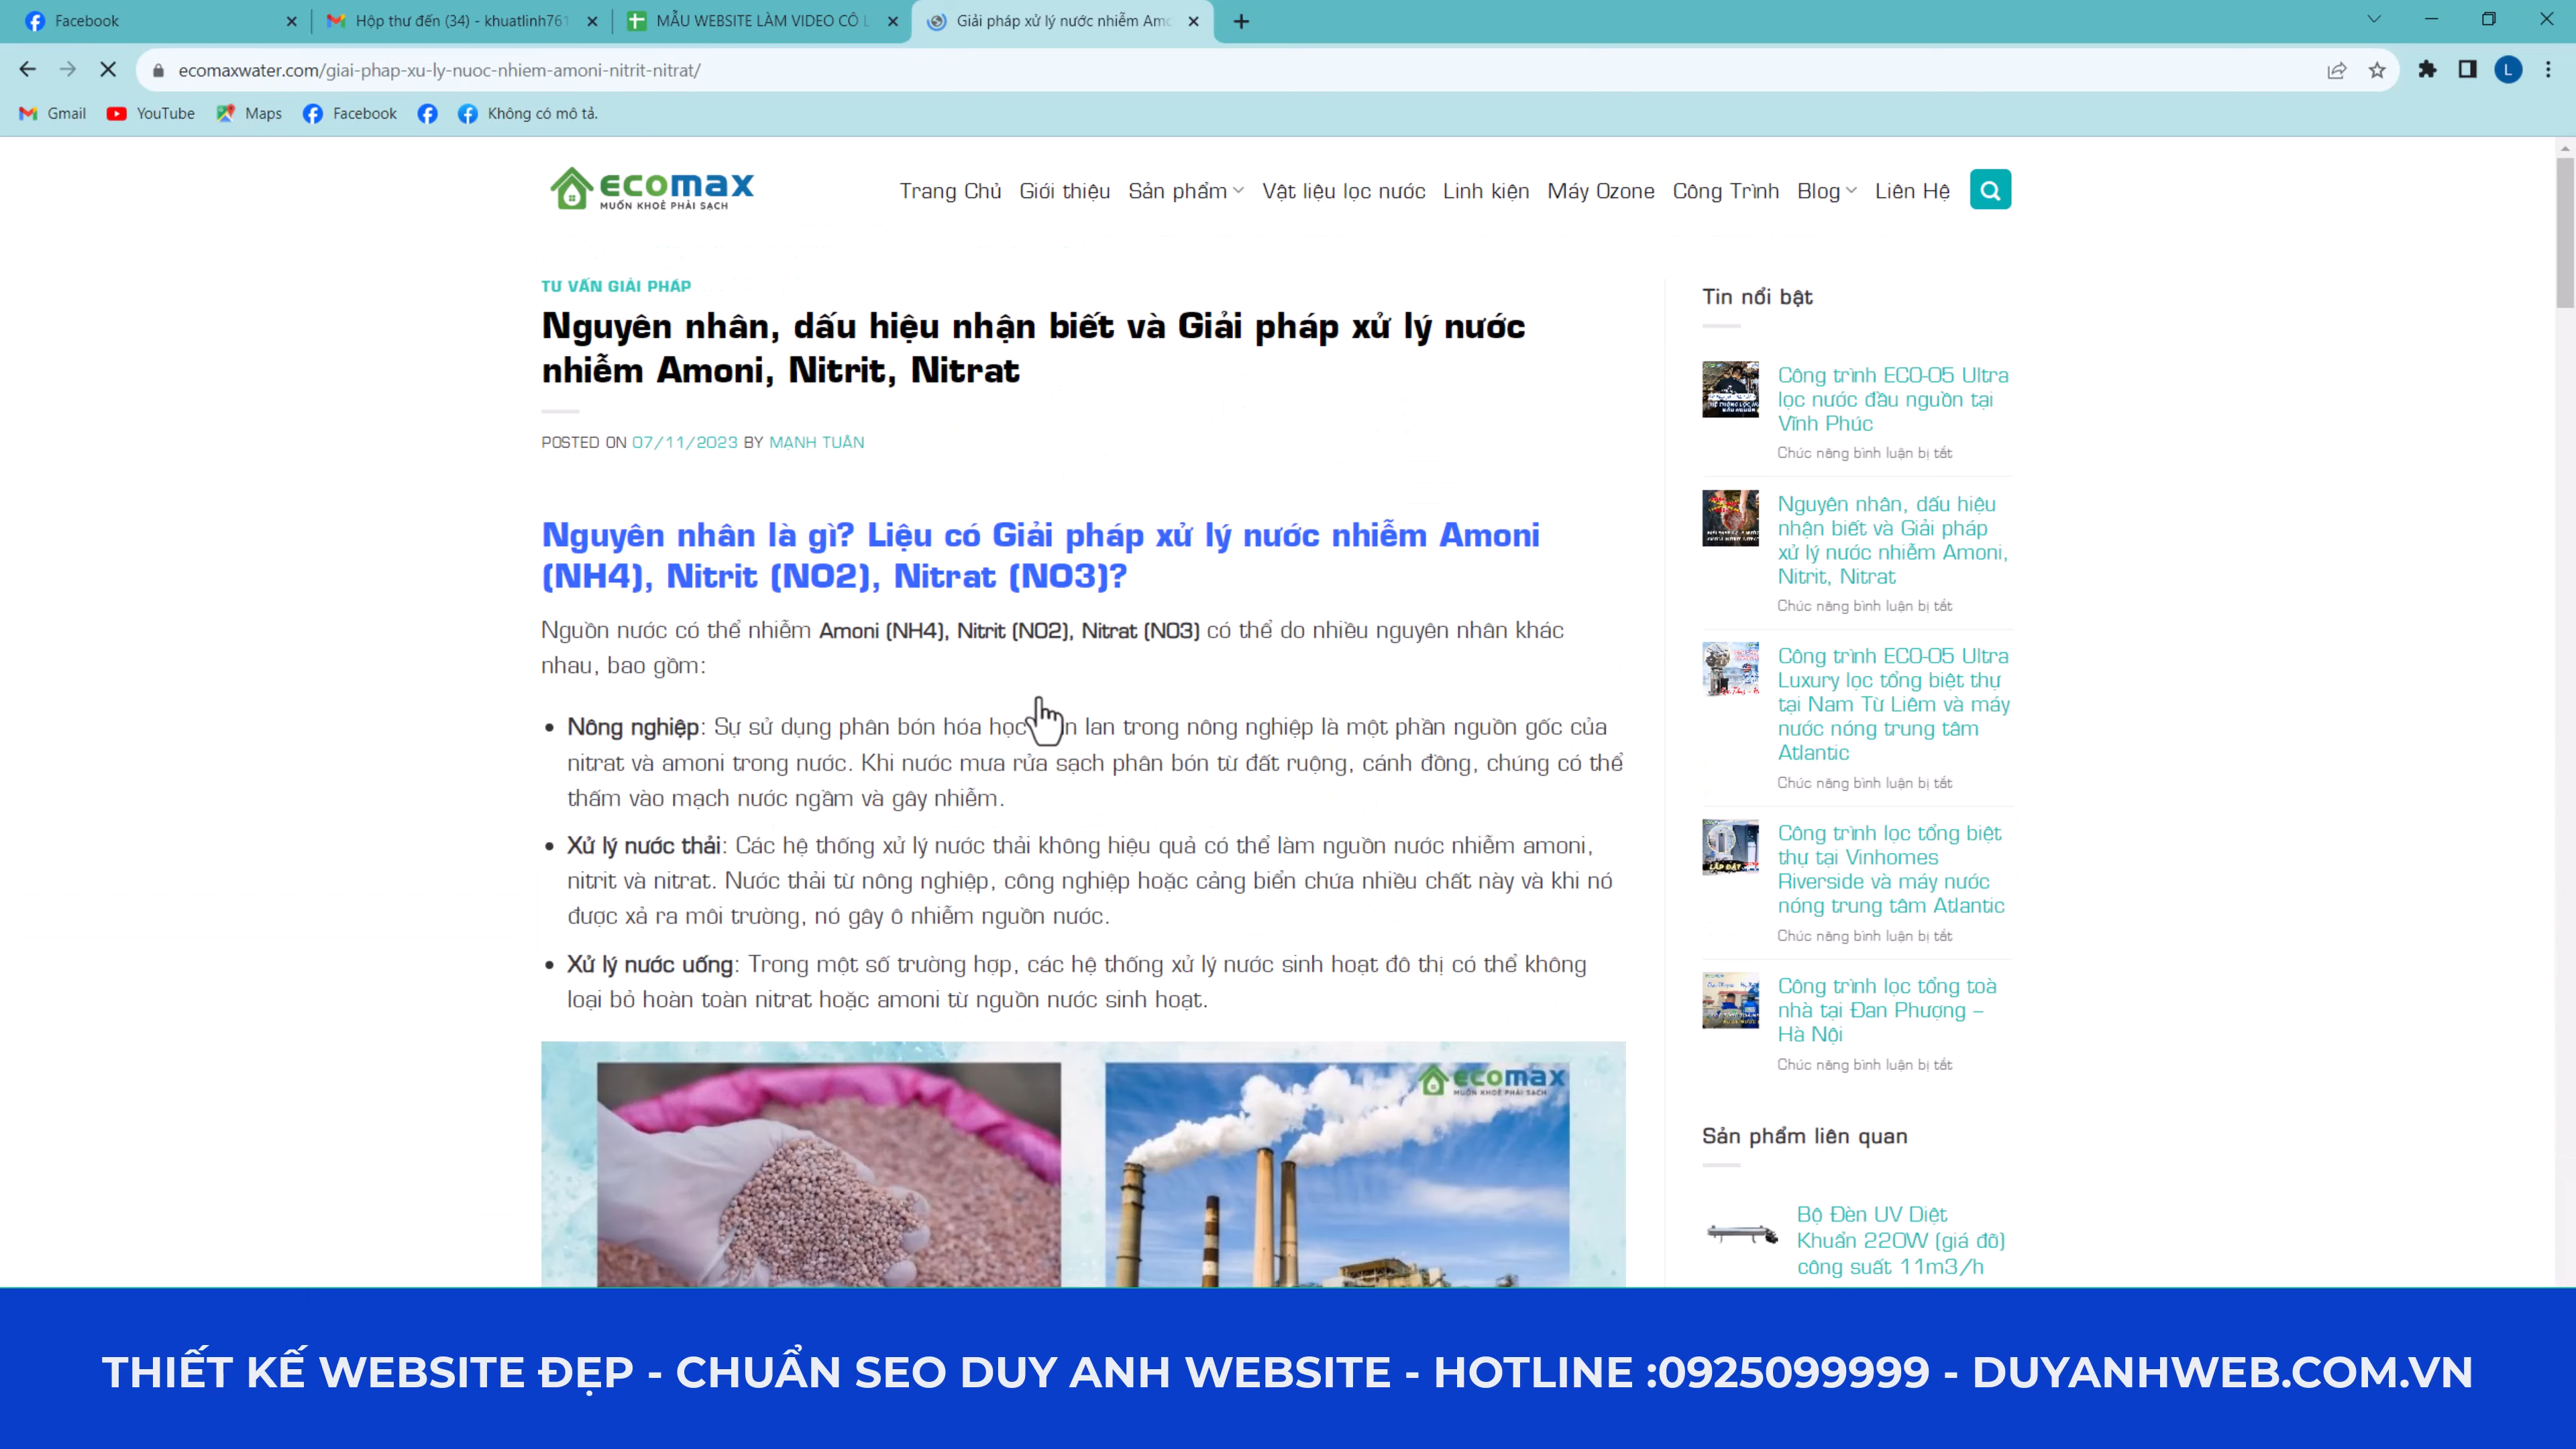 Facebook
Hộp thư đến (34) - khuatlinh761
MẪU WEBSITE LÀM VIDEO CÔ L
Giải pháp xử lý nước nhiễm Amo
ecomaxwater.com/giai-phap-xu-ly-nuoc-nhiem-amoni-nitrit-nitrat/
L
Gmail
YouTube
Maps
Facebook
Không có mô tả.
ecomax
MUỐN KHOẺ PHẢI SẠCH
Trang Chủ
Giới thiệu
Sản phẩm
Vật liệu lọc nước
Linh kiện
Máy Ozone
Công Trình
Blog
Liên Hệ
TƯ VẤN GIẢI PHÁP
Nguyên nhân, dấu hiệu nhận biết và Giải pháp xử lý nước
nhiễm Amoni, Nitrit, Nitrat
POSTED ON 07/11/2023 BY MẠNH TUÂN
Nguyên nhân là gì? Liệu có Giải pháp xử lý nước nhiễm Amoni
(NH4), Nitrit (NO2), Nitrat (NO3)?
Nguồn nước có thể nhiễm Amoni (NH4), Nitrit (NO2), Nitrat (NO3) có thể do nhiều nguyên nhân khác
nhau, bao gồm:
• Nông nghiệp: Sự sử dụng phân bón hóa học lan trong nông nghiệp là một phần nguồn gốc của
nitrat và amoni trong nước. Khi nước mưa rửa sạch phân bón từ đất ruộng, cánh đồng, chúng có thể
thấm vào mạch nước ngầm và gây nhiễm.
• Xử lý nước thải: Các hệ thống xử lý nước thải không hiệu quả có thể làm nguồn nước nhiễm amoni,
nitrit và nitrat. Nước thải từ nông nghiệp, công nghiệp hoặc cảng biển chứa nhiều chất này và khi nó
được xả ra môi trường, nó gây ô nhiễm nguồn nước.
• Xử lý nước uống: Trong một số trường hợp, các hệ thống xử lý nước sinh hoạt đô thị có thể không
loại bỏ hoàn toàn nitrat hoặc amoni từ nguồn nước sinh hoạt.
ecomax
MUỐN KHOẺ PHẢI SẠCH
Tin nổi bật
Công trình ECO-05 Ultra
lọc nước đầu nguồn tại
Vĩnh Phúc
Chức năng bình luận bị tắt
Nguyên nhân, dấu hiệu
nhận biết và Giải pháp
xử lý nước nhiễm Amoni,
Nitrit, Nitrat
Chức năng bình luận bị tắt
Công trình ECO-05 Ultra
Luxury lọc tổng biệt thự
tại Nam Từ Liêm và máy
nước nóng trung tâm
Atlantic
Chức năng bình luận bị tắt
Công trình lọc tổng biệt
thự tại Vinhomes
Riverside và máy nước
nóng trung tâm Atlantic
Chức năng bình luận bị tắt
Công trình lọc tổng toà
nhà tại Đan Phượng –
Hà Nội
Chức năng bình luận bị tắt
Sản phẩm liên quan
Bộ Đèn UV Diệt
Khuẩn 220W (giá đỡ)
công suất 11m3/h
THIẾT KẾ WEBSITE ĐẸP - CHUẨN SEO DUY ANH WEBSITE - HOTLINE :0925099999 - DUYANHWEB.COM.VN